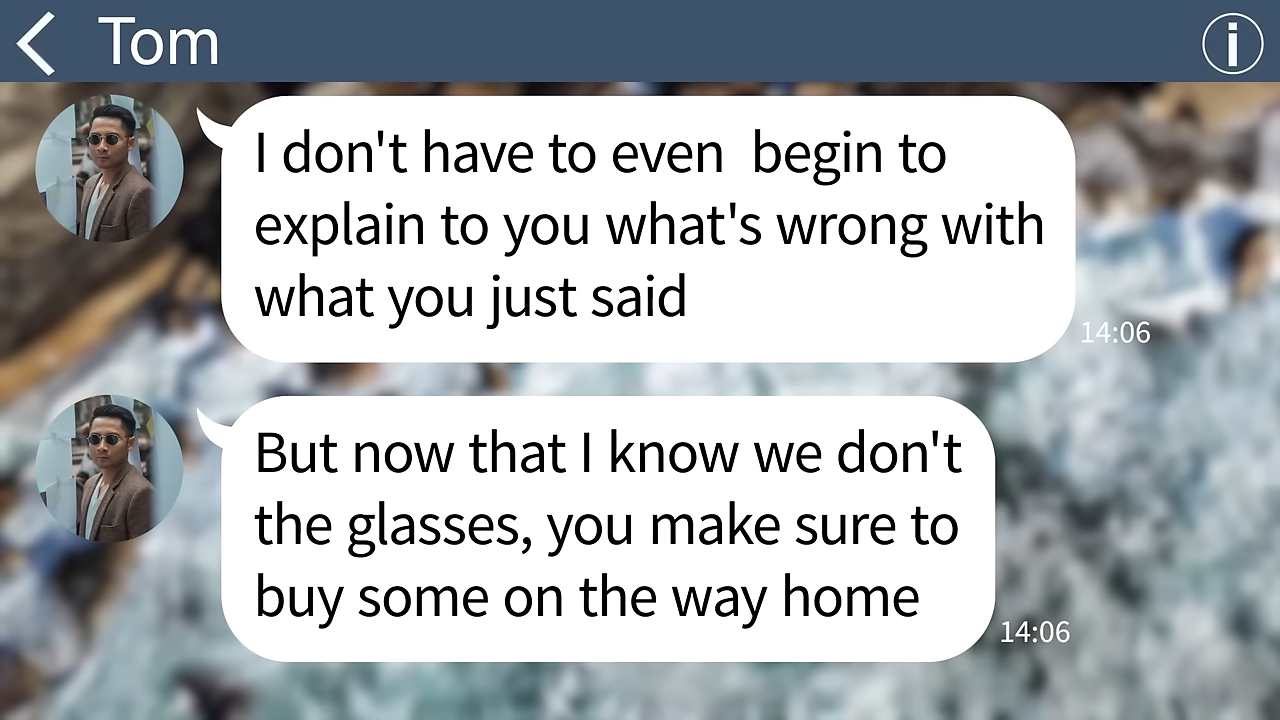 Tom
I don't have to even  begin to
explain to you what's wrong with
what you just said
14:06
But now that I know we don't
the glasses, you make sure to
buy some on the way home
14:06